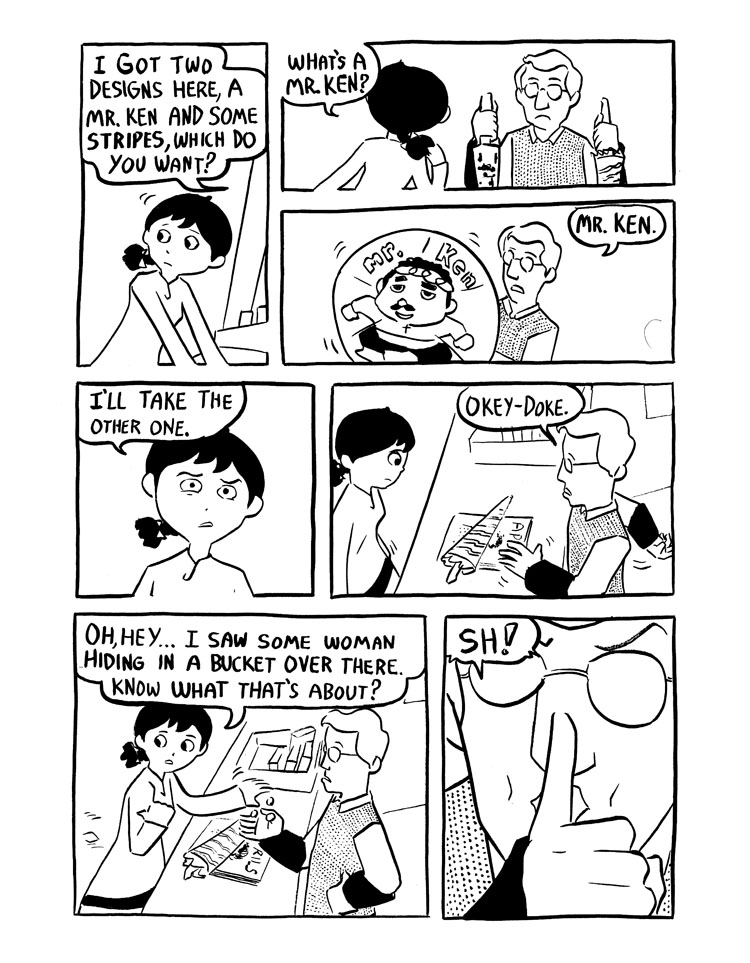 I GOT TWO
DESIGNS HERE, A
MR. KEN AND SOME
STRIPES, WHICH DO
YOU WANT?
WHAT'S A
MR. KEN?
MR. KEN.
mr. Ken
I'LL TAKE THE
OTHER ONE.
OKEY-DOKE.
APR
OH, HEY... I SAW SOME WOMAN
HIDING IN A BUCKET OVER THERE.
KNOW WHAT THAT'S ABOUT?
RILS
SH!